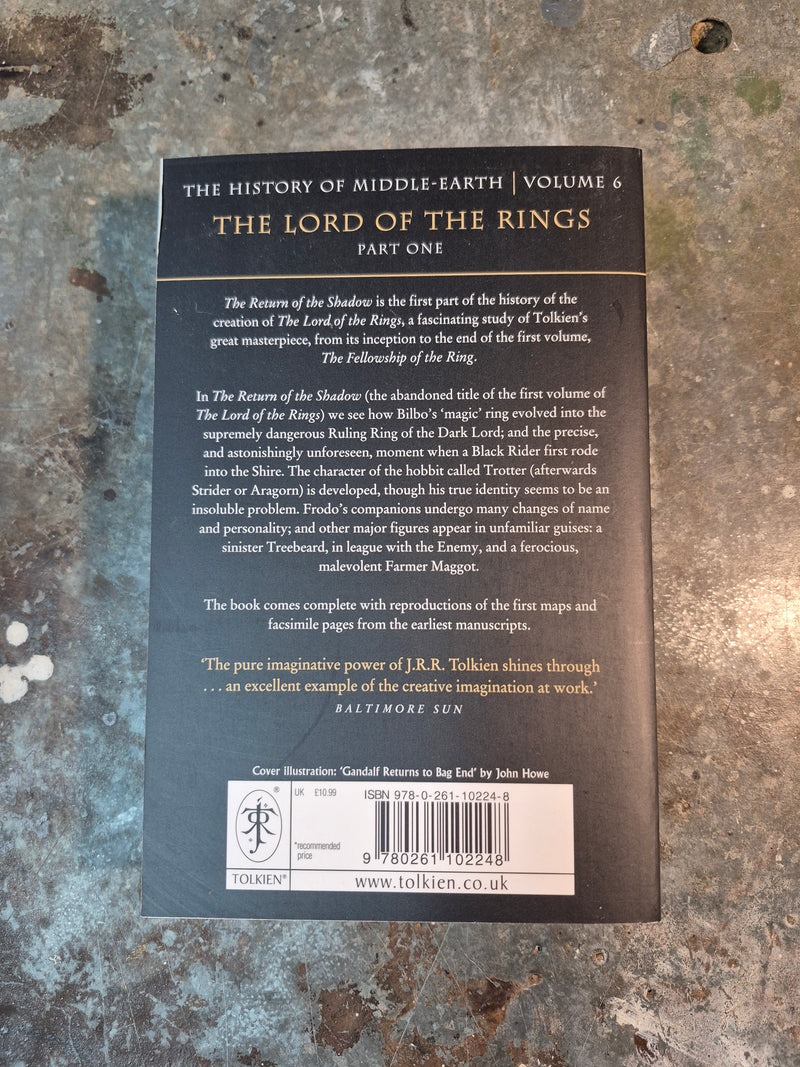 THE HISTORY OF MIDDLE-EARTH | VOLUME 6
THE LORD OF THE RINGS
PART ONE
The Return of the Shadow is the first part of the history of the
creation of The Lord of the Rings, a fascinating study of Tolkien's
great masterpiece, from its inception to the end of the first volume,
The Fellowship of the Ring.
In The Return of the Shadow (the abandoned title of the first volume of
The Lord of the Rings) we see how Bilbo's ‘magic’ ring evolved into the
supremely dangerous Ruling Ring of the Dark Lord; and the precise,
and astonishingly unforeseen, moment when a Black Rider first rode
into the Shire. The character of the hobbit called Trotter (afterwards
Strider or Aragorn) is developed, though his true identity seems to be an
insoluble problem. Frodo's companions undergo many changes of name
and personality; and other major figures appear in unfamiliar guises: a
sinister Treebeard, in league with the Enemy, and a ferocious,
malevolent Farmer Maggot.
The book comes complete with reproductions of the first maps and
facsimile pages from the earliest manuscripts.
‘The pure imaginative power of J.R.R. Tolkien shines through
. . . an excellent example of the creative imagination at work.’
BALTIMORE SUN
Cover illustration: ‘Gandalf Returns to Bag End’ by John Howe
®
UK £10.99
*recommended
price
ISBN 978-0-261-10224-8
9 780261 102248
TOLKIEN®
www.tolkien.co.uk